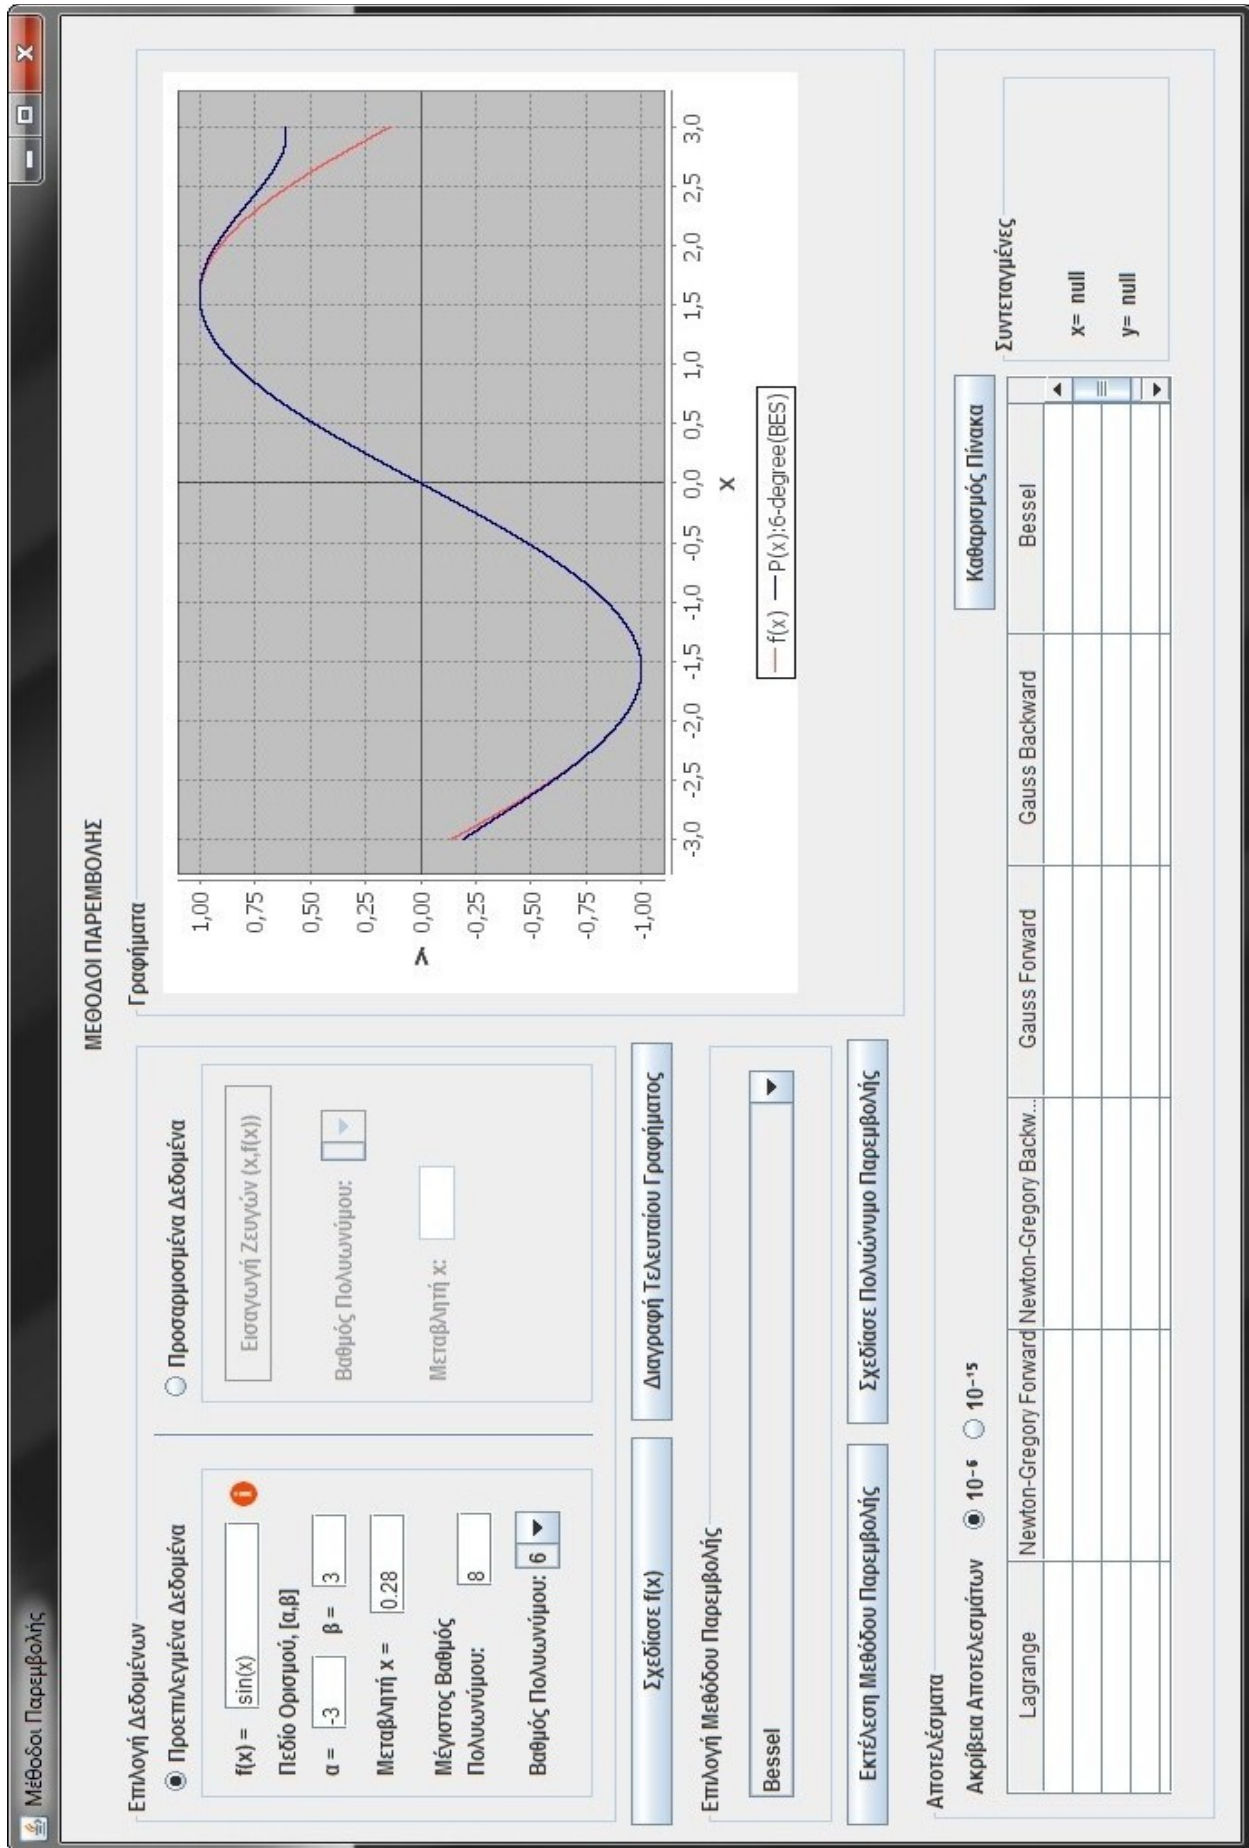 Μέθοδοι Παρεμβολής
ΜΕΘΟΔΟΙ ΠΑΡΕΜΒΟΛΗΣ
Επιλογή Δεδομένων
Προεπιλεγμένα Δεδομένα
f(x) = sin(x)
i
Πεδίο Ορισμού, [α,β]
α = -3 β = 3
Μεταβλητή x = 0.28
Μέγιστος Βαθμός
Πολυωνύμου: 8
Βαθμός Πολυωνύμου: 6
Προσαρμοσμένα Δεδομένα
Εισαγωγή Ζευγών (x,f(x))
Βαθμός Πολυωνύμου:
Μεταβλητή x:
Σχεδίασε f(x)
Διαγραφή Τελευταίου Γραφήματος
Επιλογή Μεθόδου Παρεμβολής
Bessel
Εκτέλεση Μεθόδου Παρεμβολής
Σχεδίασε Πολυώνυμο Παρεμβολής
Γραφήματα
1,00
0,75
0,50
0,25
0,00
-0,25
-0,50
-0,75
-1,00
Y
-3,0 -2,5 -2,0 -1,5 -1,0 -0,5 0,0 0,5 1,0 1,5 2,0 2,5 3,0
X
f(x) P(x):6-degree(BES)
Αποτελέσματα
Ακρίβεια Αποτελεσμάτων 10⁻⁶ 10⁻¹⁵
Καθαρισμός Πίνακα
Lagrange Newton-Gregory Forward Newton-Gregory Backw... Gauss Forward Gauss Backward Bessel
Συντεταγμένες
x= null
y= null